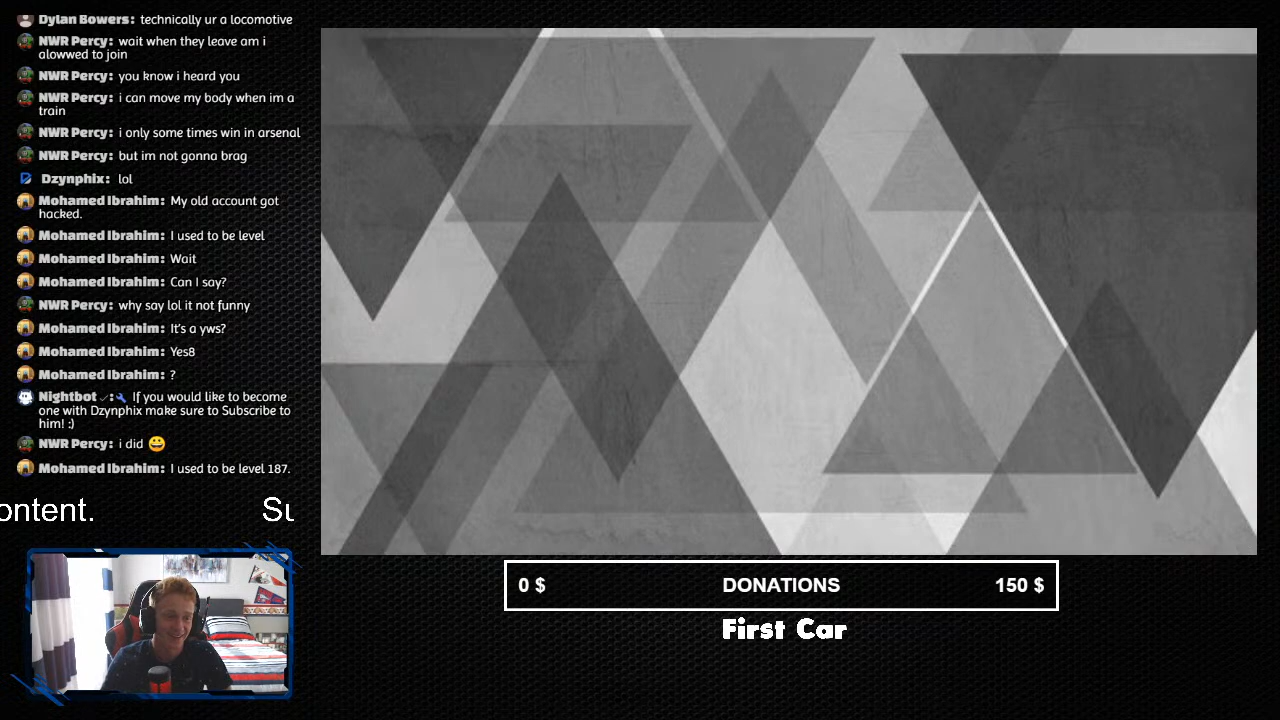 Dylan Bowers: technically ur a locomotive
NWR Percy: wait when they leave am i
alowwed to join
NWR Percy: you know i heard you
NWR Percy: i can move my body when im a
train
NWR Percy: i only some times win in arsenal
NWR Percy: but im not gonna brag
Dzynphix: lol
Mohamed Ibrahim: My old account got
hacked.
Mohamed Ibrahim: I used to be level
Mohamed Ibrahim: Wait
Mohamed Ibrahim: Can I say?
NWR Percy: why say lol it not funny
Mohamed Ibrahim: It's a yws?
Mohamed Ibrahim: Yes8
Mohamed Ibrahim: ?
Nightbot ✓:🔧 If you would like to become
one with Dzynphix make sure to Subscribe to
him! :)
NWR Percy: i did 😀
Mohamed Ibrahim: I used to be level 187.
ontent. Su
0 $ DONATIONS 150 $
First Car